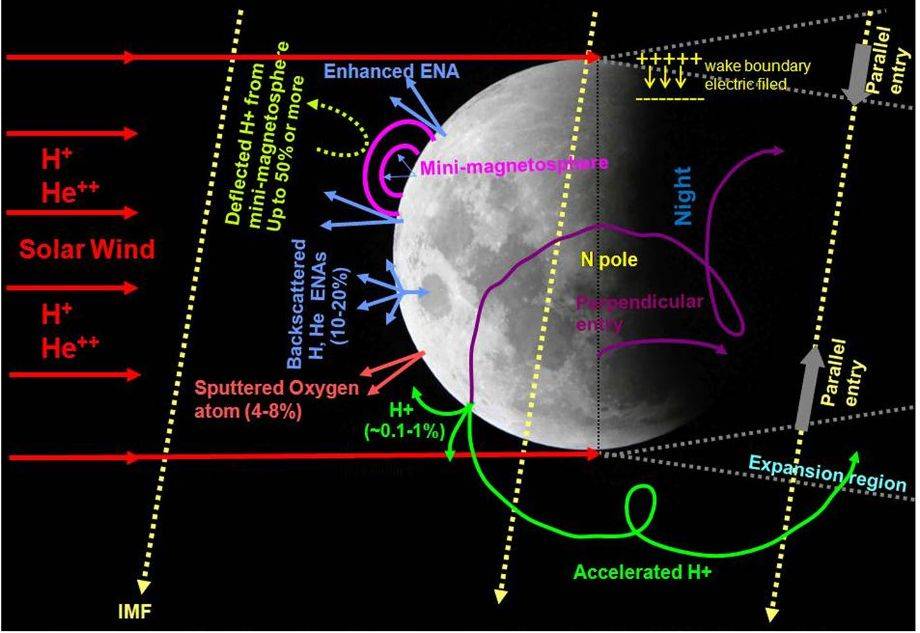 Enhanced ENA
+++++
wake boundary
electric filed
----------
Parallel
entry
Deflected H+ from
mini-magnetosphere
Up to 50% or more
H+
He++
Mini-magnetosphere
Night
Solar Wind
N pole
Backscattered
H, He ENAs
(10-20%)
Perpendicular
entry
H+
He++
Parallel
entry
Sputtered Oxygen
atom (4-8%)
H+
(~0.1-1%)
Expansion region
Accelerated H+
IMF